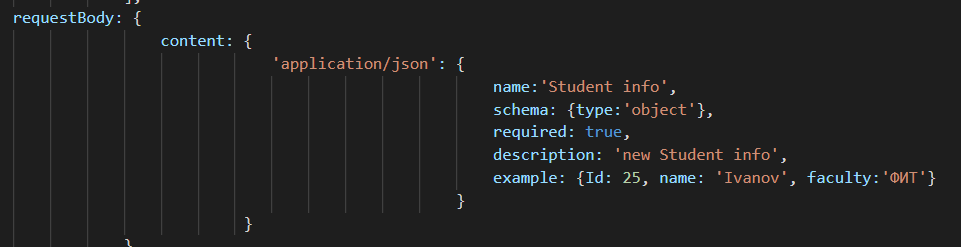 ],
requestBody: {
content: {
'application/json': {
name:'Student info',
schema: {type:'object'},
required: true,
description: 'new Student info',
example: {Id: 25, name: 'Ivanov', faculty:'ФИТ'}
}
}
}